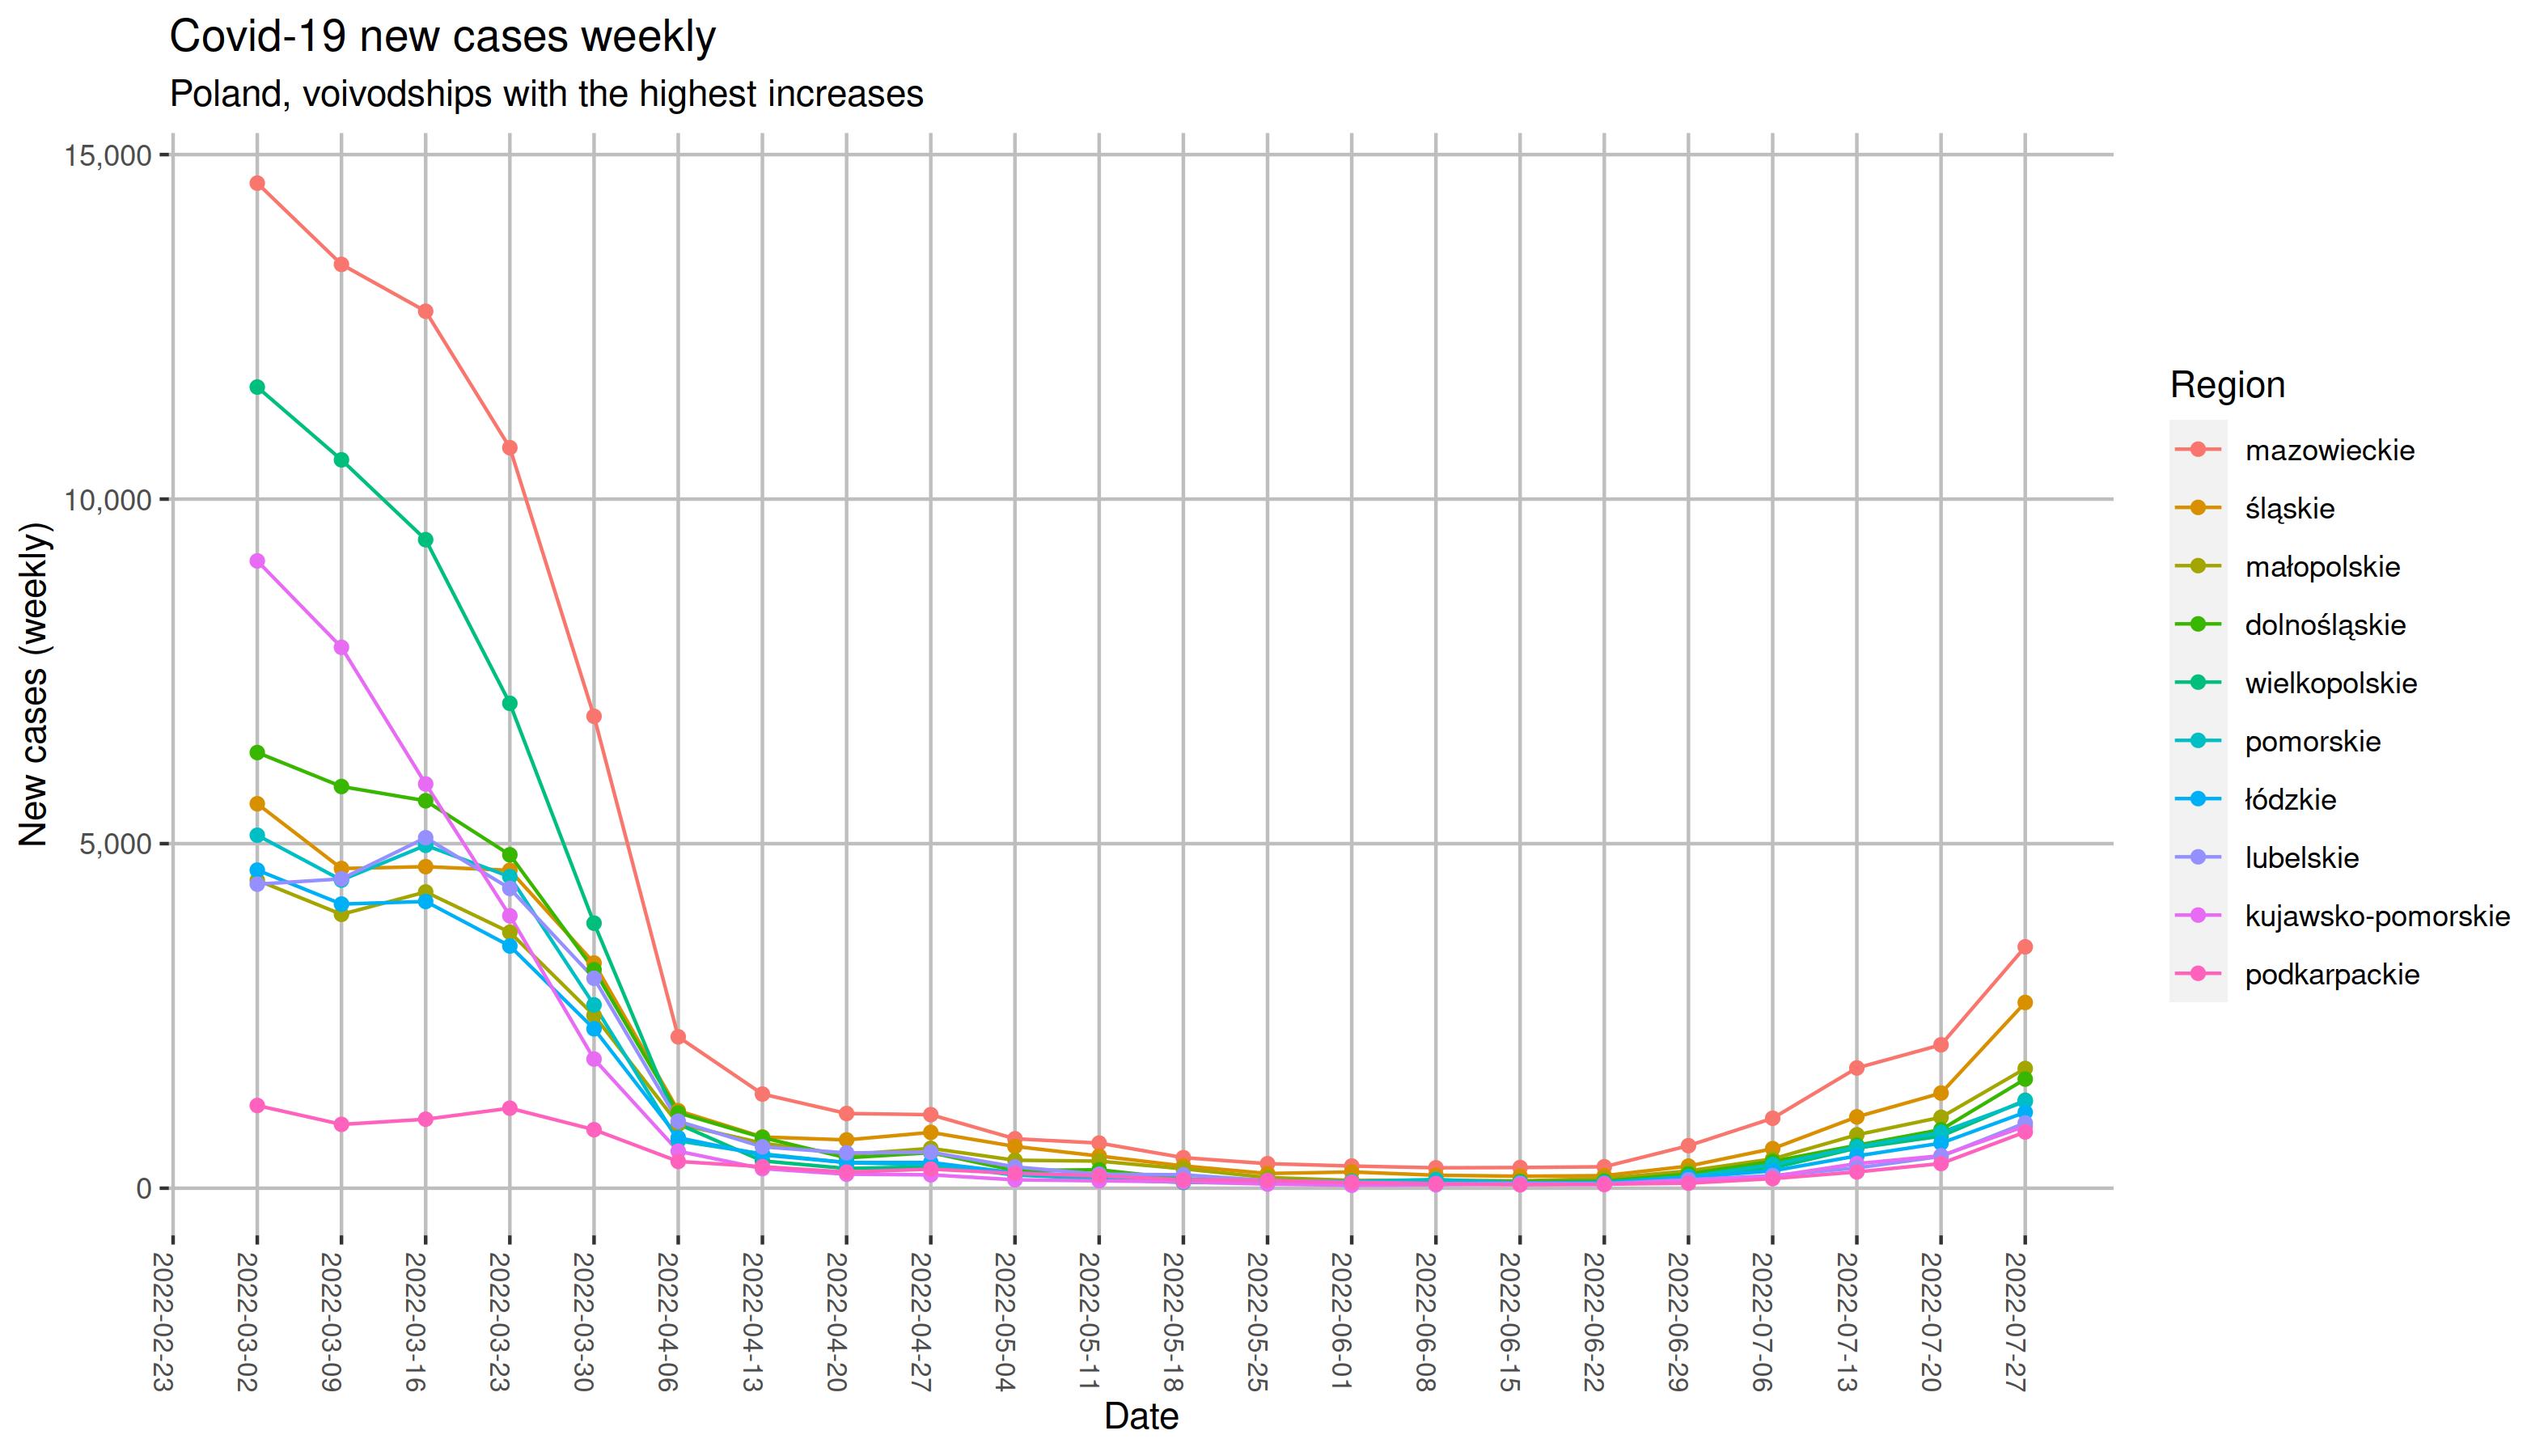 Covid-19 new cases weekly
Poland, voivodships with the highest increases
New cases (weekly)
15,000
10,000
5,000
0
2022-02-23
2022-03-02
2022-03-09
2022-03-16
2022-03-23
2022-03-30
2022-04-06
2022-04-13
2022-04-20
2022-04-27
2022-05-04
2022-05-11
2022-05-18
2022-05-25
2022-06-01
2022-06-08
2022-06-15
2022-06-22
2022-06-29
2022-07-06
2022-07-13
2022-07-20
2022-07-27
Date
Region
mazowieckie
śląskie
małopolskie
dolnośląskie
wielkopolskie
pomorskie
łódzkie
lubelskie
kujawsko-pomorskie
podkarpackie